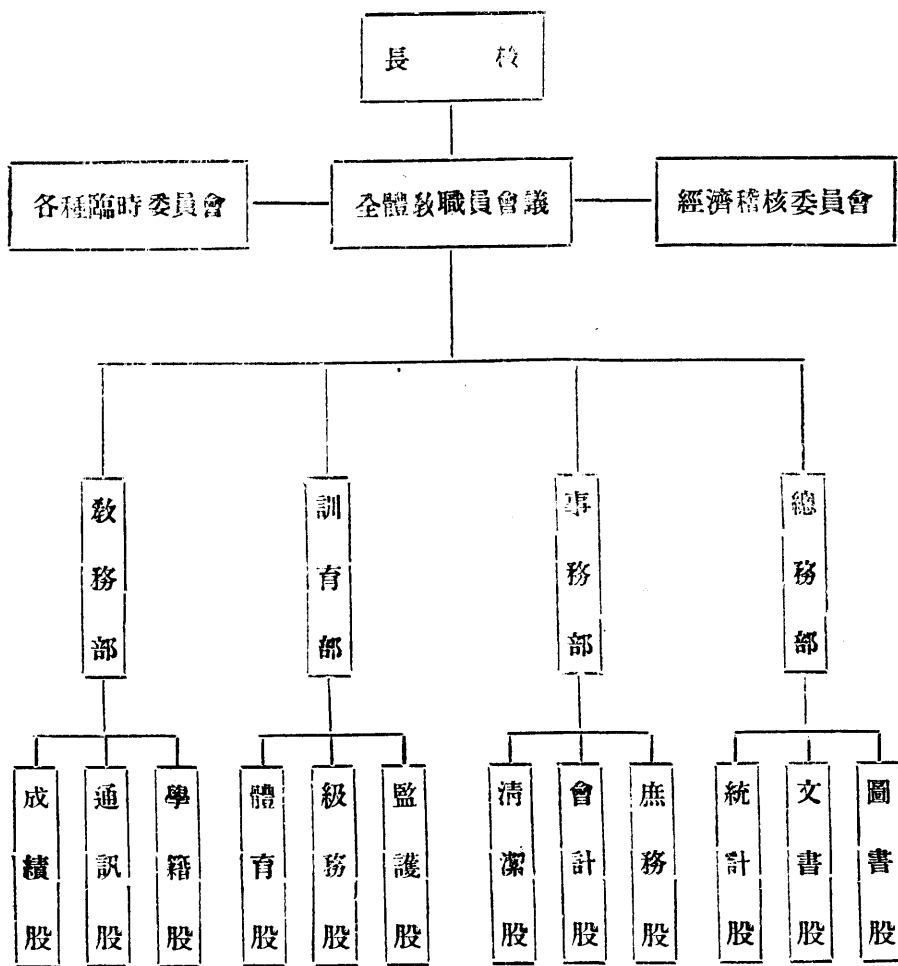 校長
經濟稽核委員會
全體敎職員會議
各種臨時委員會
總務部
事務部
訓育部
敎務部
圖書股
文書股
統計股
庶務股
會計股
清潔股
監護股
級務股
體育股
學籍股
通訊股
成績股